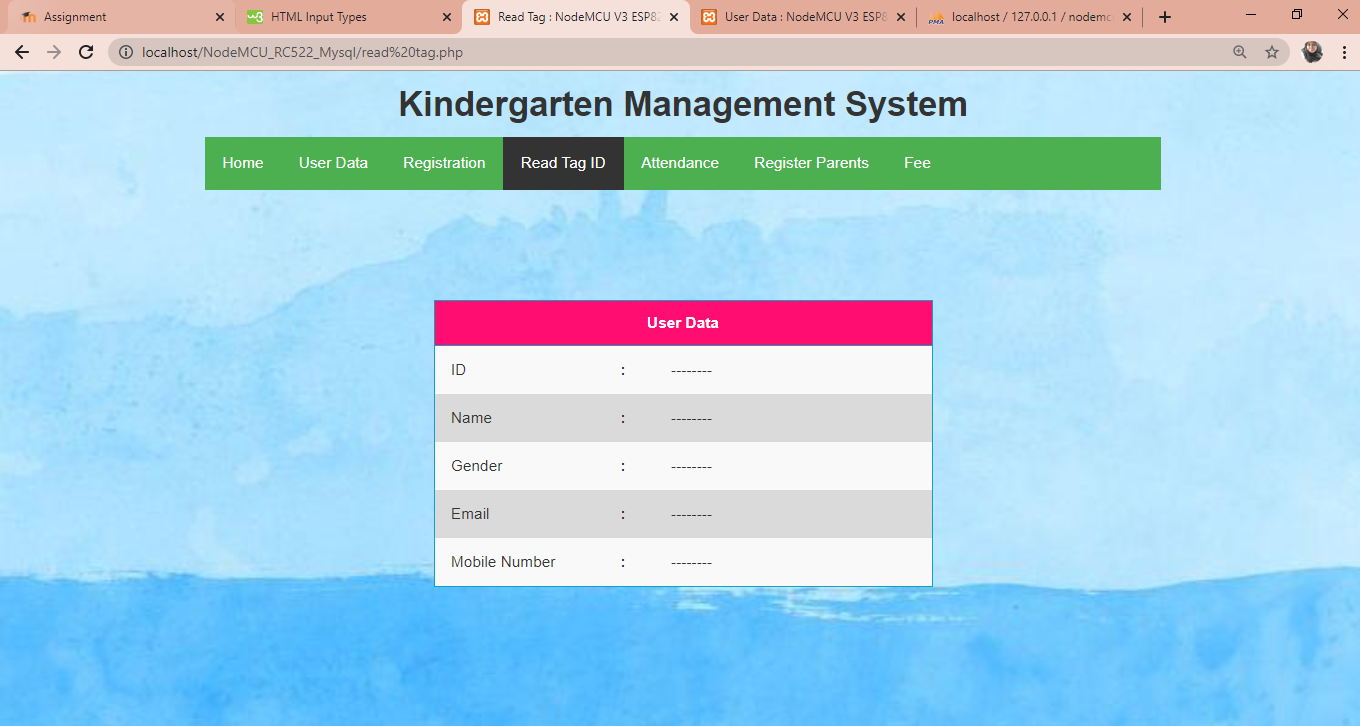 Assignment
HTML Input Types
Read Tag : NodeMCU V3 ESP82
User Data : NodeMCU V3 ESP8
localhost / 127.0.0.1 / nodemc
localhost/NodeMCU_RC522_Mysql/read%20tag.php
Kindergarten Management System
Home User Data Registration Read Tag ID Attendance Register Parents Fee
User Data
ID : --------
Name : --------
Gender : --------
Email : --------
Mobile Number : --------